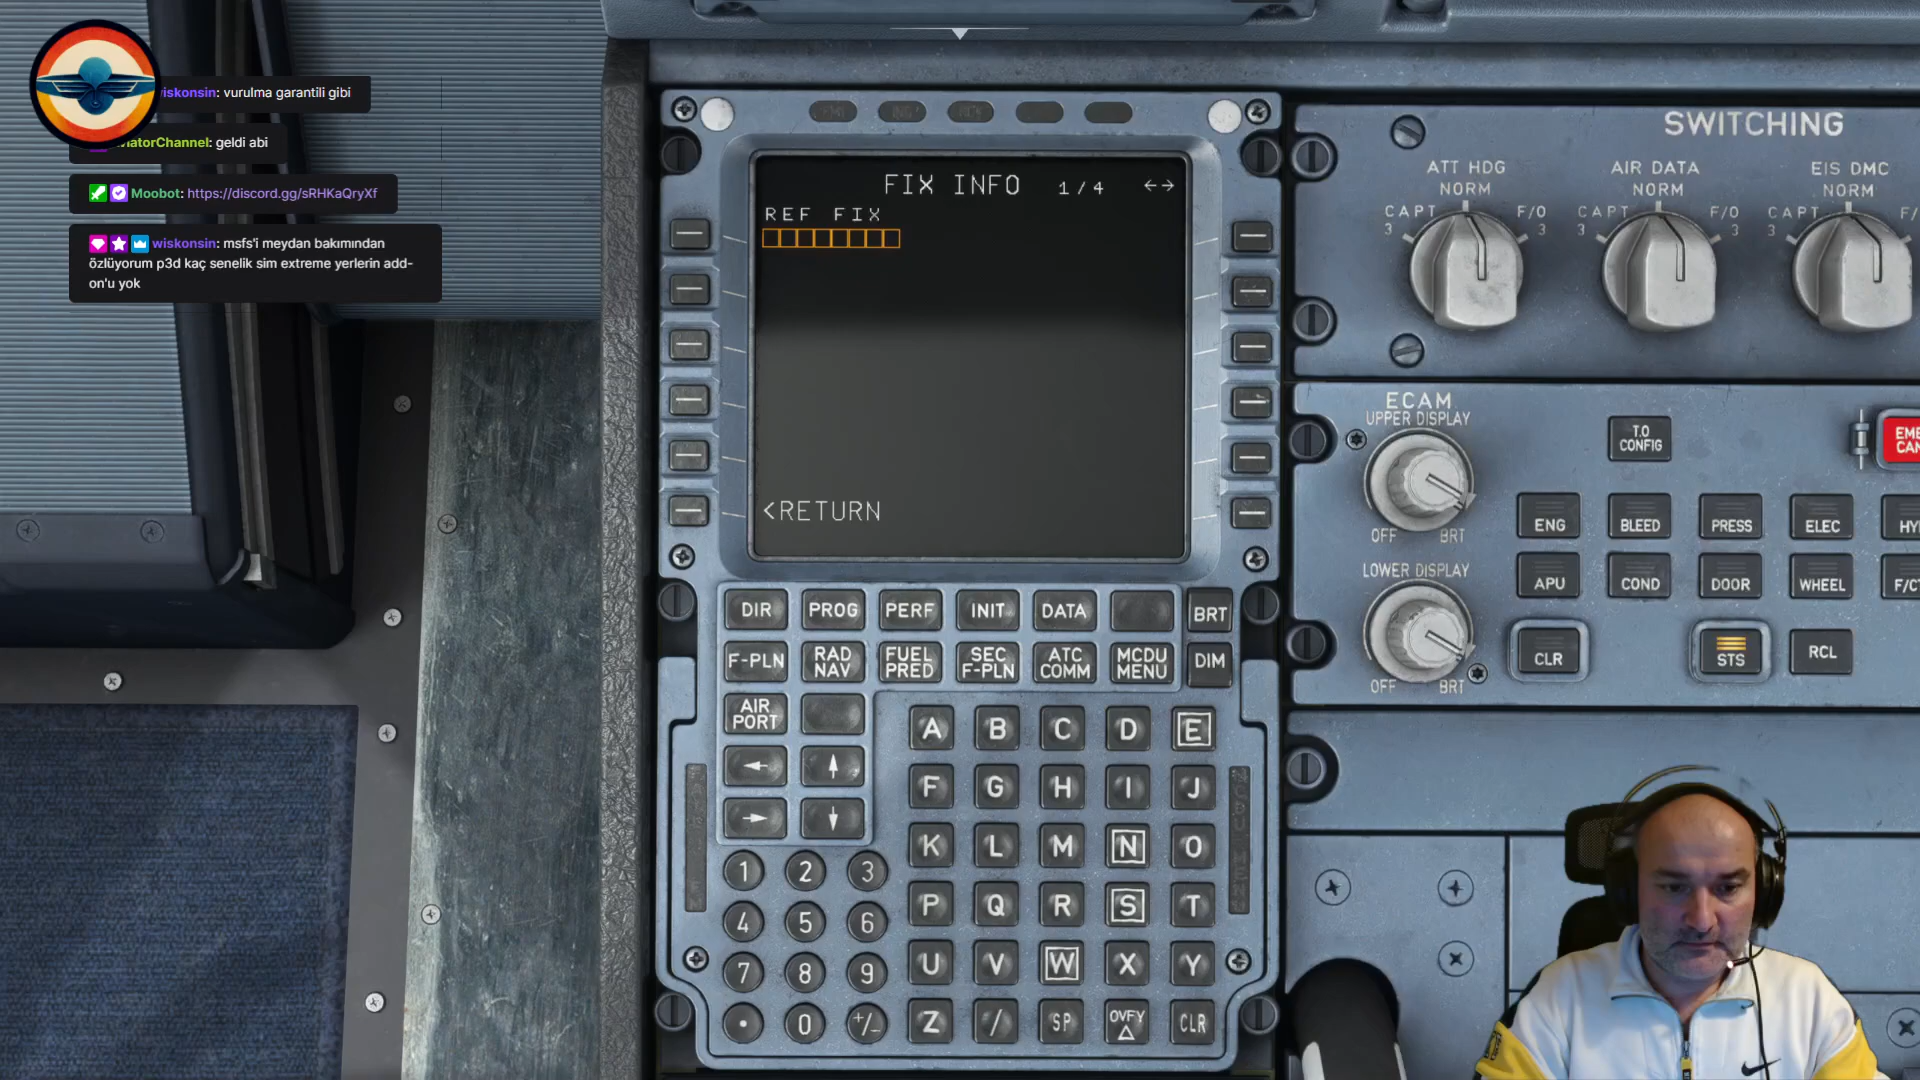 wiskonsin: vurulma garantili gibi
viatorChannel: geldi abi
Moobot: https://discord.gg/sRHKaQryXf
wiskonsin: msfs'i meydan bakımından
özlüyorum p3d kaç senelik sim extreme yerlerin add-
on'u yok
FIX INFO 1/4 ←→
REF FIX
<RETURN
DIR PROG PERF INIT DATA BRT
F-PLN RAD NAV FUEL PRED SEC F-PLN ATC COMM MCDU MENU DIM
AIR PORT
← ↑
→ ↓
A B C D E
F G H I J
K L M N O
1 2 3
P Q R S T
4 5 6
U V W X Y
7 8 9
. 0 +/- Z / SP OVFY Δ CLR
SWITCHING
ATT HDG AIR DATA EIS DMC
NORM NORM NORM
CAPT 3 F/O 3 CAPT 3 F/O 3 CAPT 3
ECAM
UPPER DISPLAY
OFF BRT
T.O CONFIG
ENG BLEED PRESS ELEC
LOWER DISPLAY
OFF BRT
APU COND DOOR WHEEL
CLR STS RCL